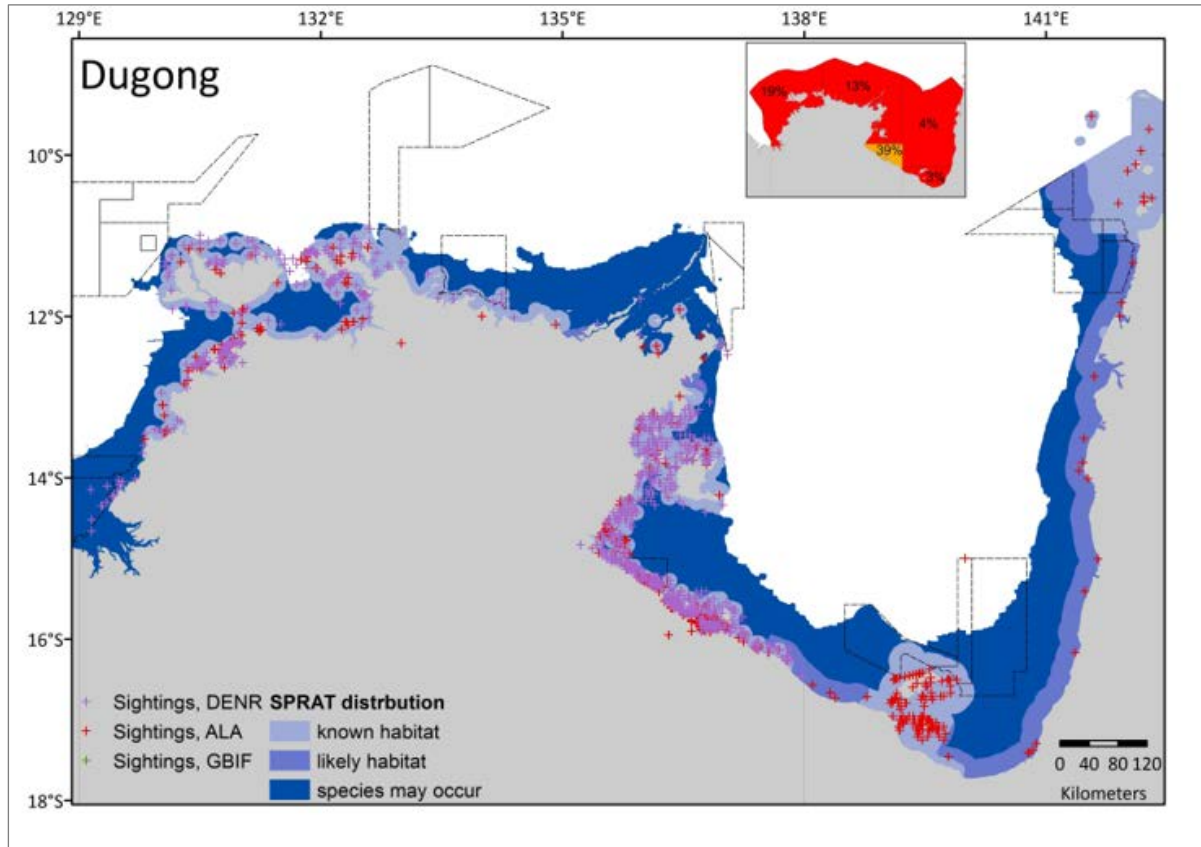 129°E 132°E 135°E 138°E 141°E
Dugong
19%
13%
4%
39%
3%
10°S
12°S
14°S
16°S
18°S
Sightings, DENR
Sightings, ALA
Sightings, GBIF
SPRAT distrbution
known habitat
likely habitat
species may occur
0 40 80 120
Kilometers